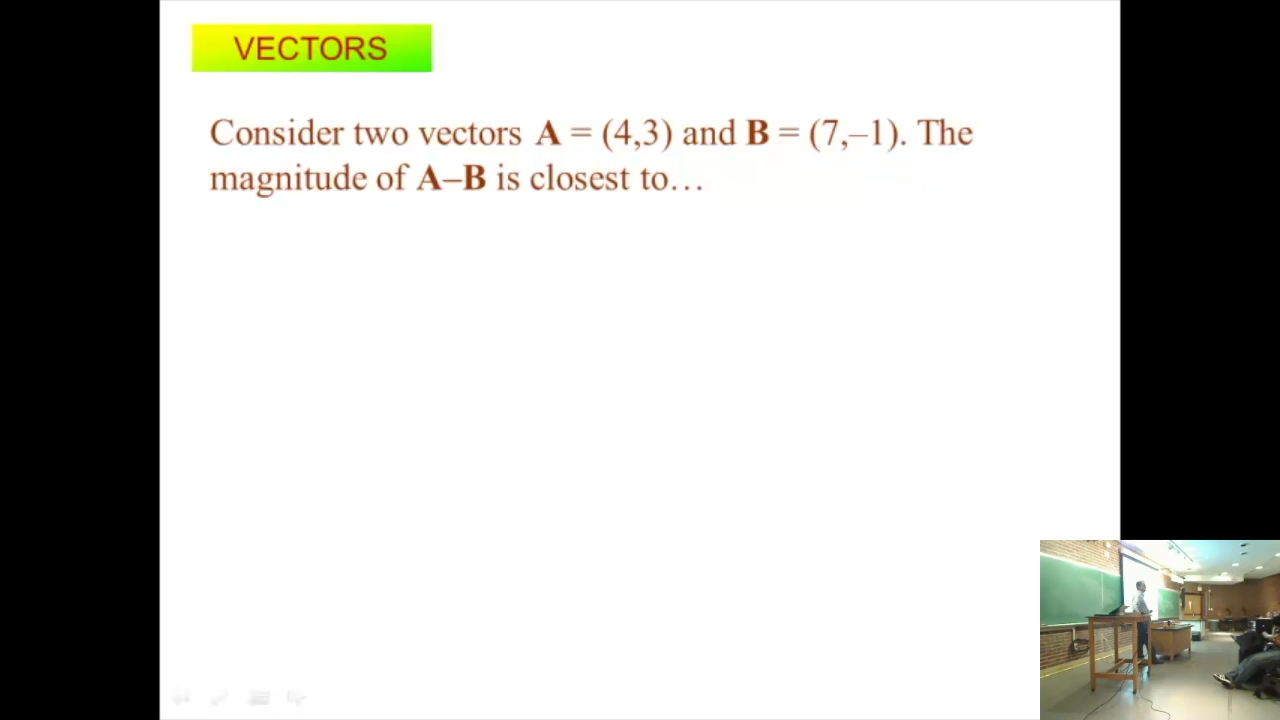 VECTORS
Consider two vectors A = (4,3) and B = (7,–1). The
magnitude of A–B is closest to…